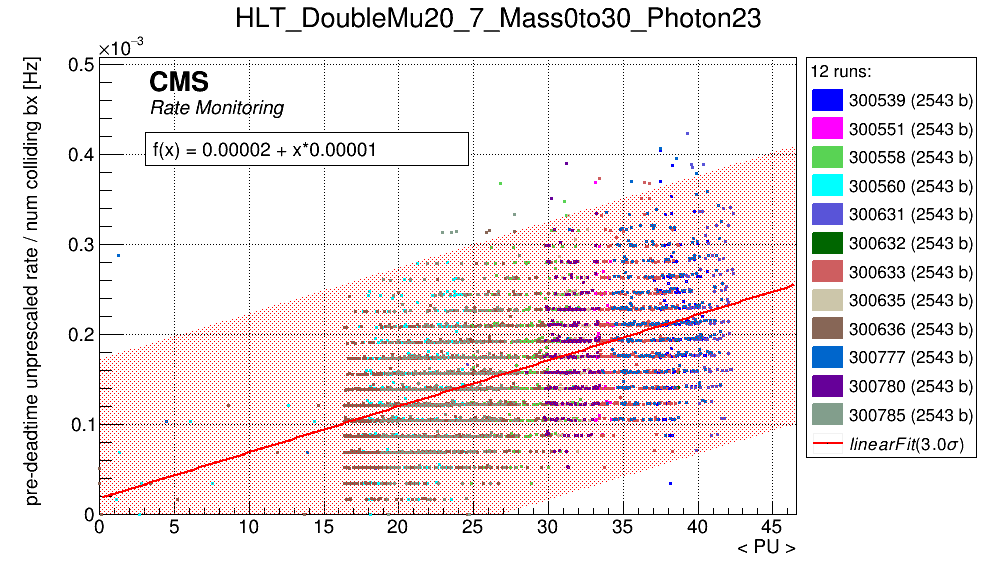 HLT_DoubleMu20_7_Mass0to30_Photon23
×10⁻³
CMS
Rate Monitoring
f(x) = 0.00002 + x*0.00001
pre-deadtime unprescaled rate / num colliding bx [Hz]
0.5
0.4
0.3
0.2
0.1
0
0 5 10 15 20 25 30 35 40 45
< PU >
12 runs:
300539 (2543 b)
300551 (2543 b)
300558 (2543 b)
300560 (2543 b)
300631 (2543 b)
300632 (2543 b)
300633 (2543 b)
300635 (2543 b)
300636 (2543 b)
300777 (2543 b)
300780 (2543 b)
300785 (2543 b)
linearFit(3.0σ)